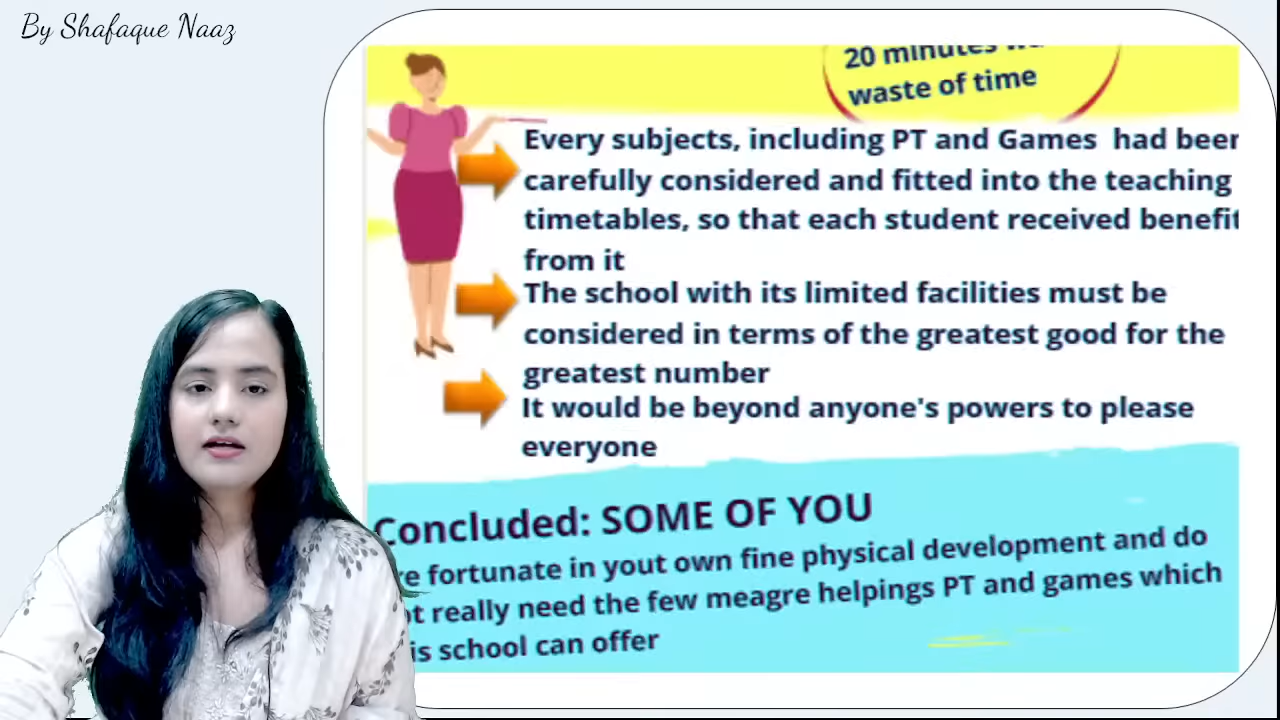 By Shafaque Naaz
20 minutes
waste of time
Every subjects, including PT and Games had been
carefully considered and fitted into the teaching
timetables, so that each student received benefit
from it
The school with its limited facilities must be
considered in terms of the greatest good for the
greatest number
It would be beyond anyone's powers to please
everyone
Concluded: SOME OF YOU
re fortunate in yout own fine physical development and do
ot really need the few meagre helpings PT and games which
is school can offer